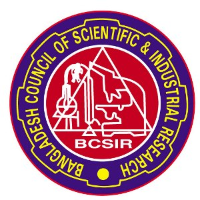 BANGLADESH COUNCIL OF SCIENTIFIC & INDUSTRIAL RESEARCH
BCSIR